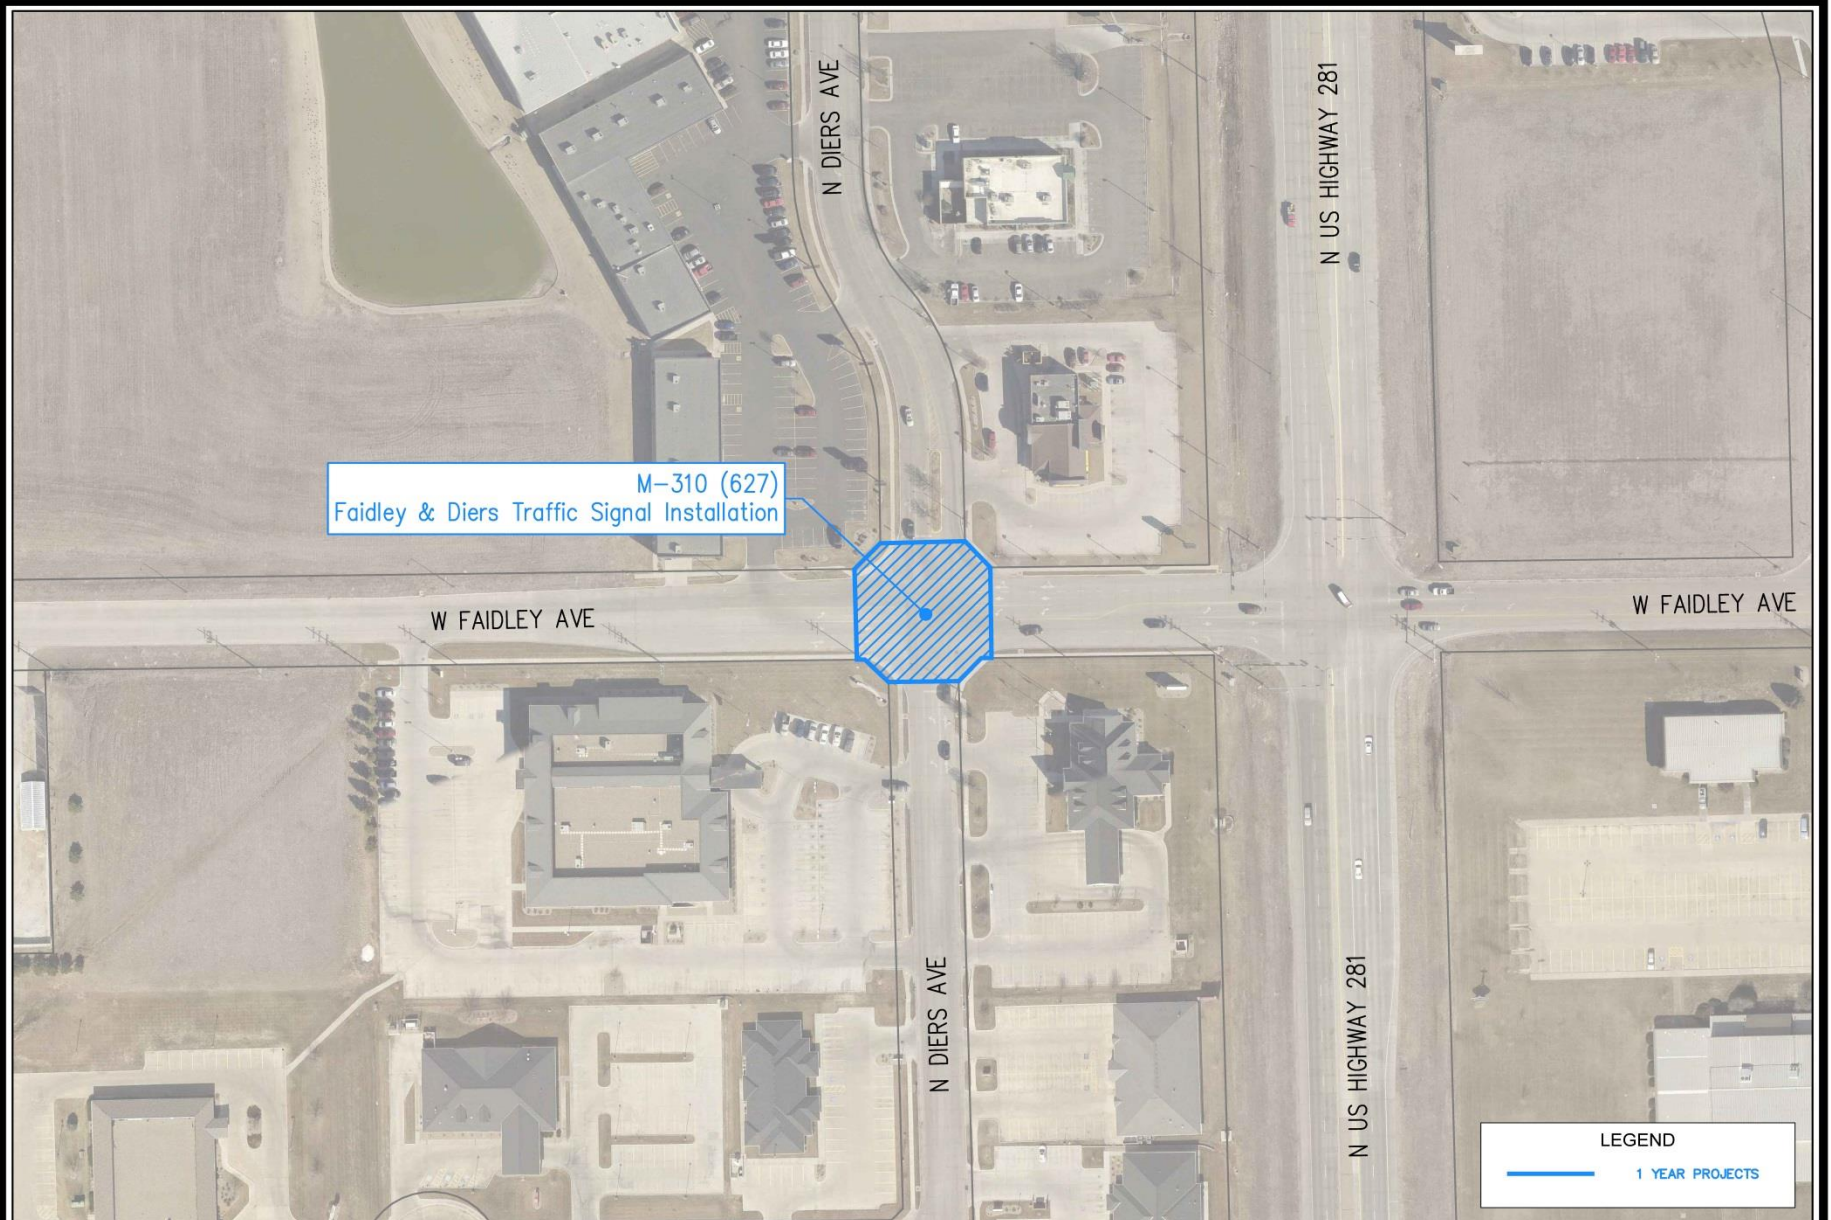 N DIERS AVE
N US HIGHWAY 281
M-310 (627)
Faidley & Diers Traffic Signal Installation
W FAIDLEY AVE
W FAIDLEY AVE
N DIERS AVE
N US HIGHWAY 281
LEGEND
1 YEAR PROJECTS